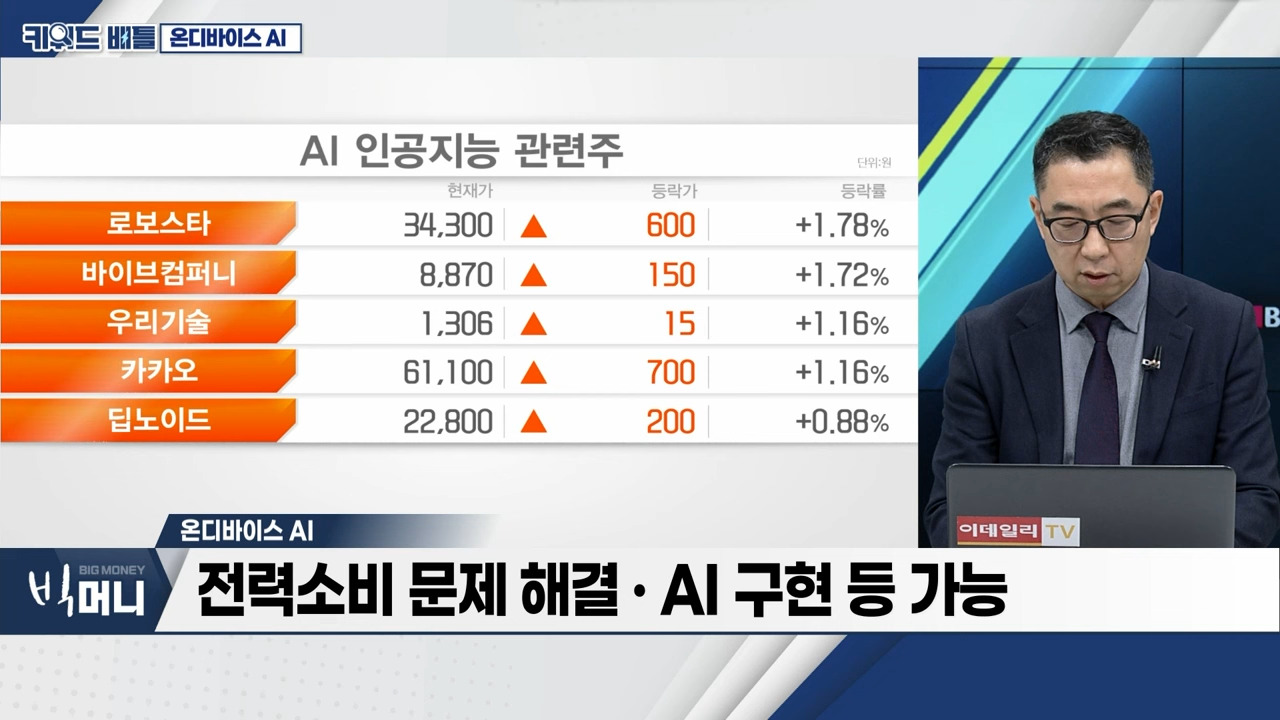 키워드 배틀 온디바이스 AI
AI 인공지능 관련주
단위:원
현재가 등락가 등락률
로보스타 34,300 ▲ 600 +1.78%
바이브컴퍼니 8,870 ▲ 150 +1.72%
우리기술 1,306 ▲ 15 +1.16%
카카오 61,100 ▲ 700 +1.16%
딥노이드 22,800 ▲ 200 +0.88%
B
이데일리 TV
온디바이스 AI
BIG MONEY
빅머니
전력소비 문제 해결·AI 구현 등 가능